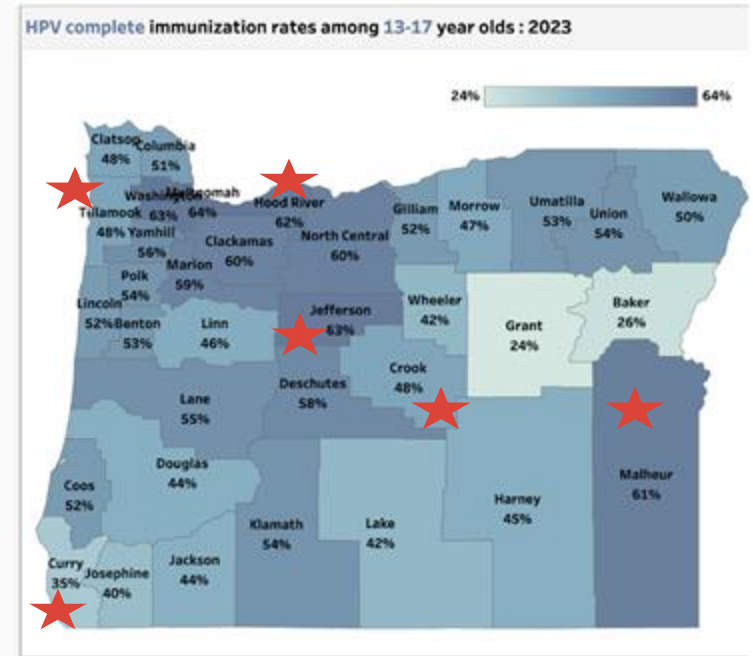 HPV complete immunization rates among 13-17 year olds : 2023
24%
64%
Clatsop
48%
Columbia
51%
Washington
63%
Multnomah
64%
Hood River
62%
Tillamook
48%
Yamhill
56%
Clackamas
60%
North Central
60%
Gilliam
52%
Morrow
47%
Umatilla
53%
Union
54%
Wallowa
50%
Polk
54%
Marion
59%
Lincoln
52%
Benton
53%
Linn
46%
Jefferson
63%
Wheeler
42%
Grant
24%
Baker
26%
Crook
48%
Deschutes
58%
Lane
55%
Douglas
44%
Coos
52%
Klamath
54%
Lake
42%
Harney
45%
Malheur
61%
Curry
35%
Josephine
40%
Jackson
44%